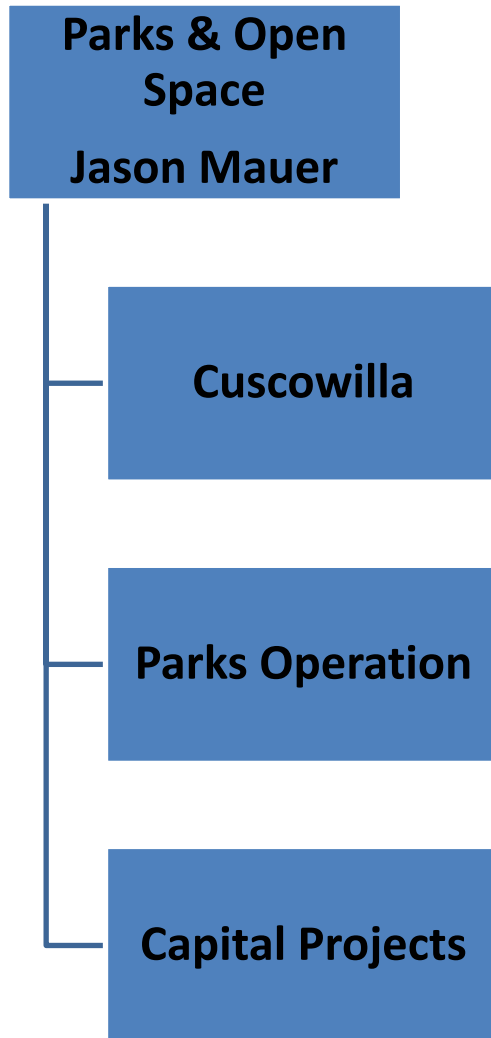 Parks & Open
Space
Jason Mauer
Cuscowilla
Parks Operation
Capital Projects